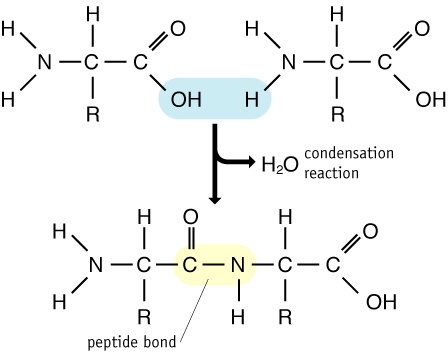 H H O H H O
N C C N C C
H R OH H R OH
H₂O condensation
reaction
H H O H O
N C C N C C
H R H R OH
peptide bond